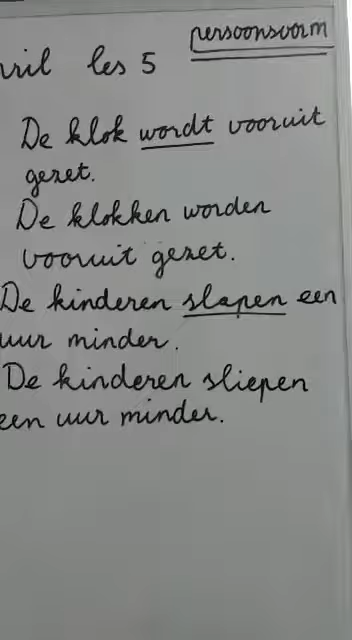 persoonsvorm
les 5
De klok wordt vooruit
gezet.
De klokken worden
vooruit gezet.
De kinderen slapen een
uur minder.
De kinderen sliepen
een uur minder.